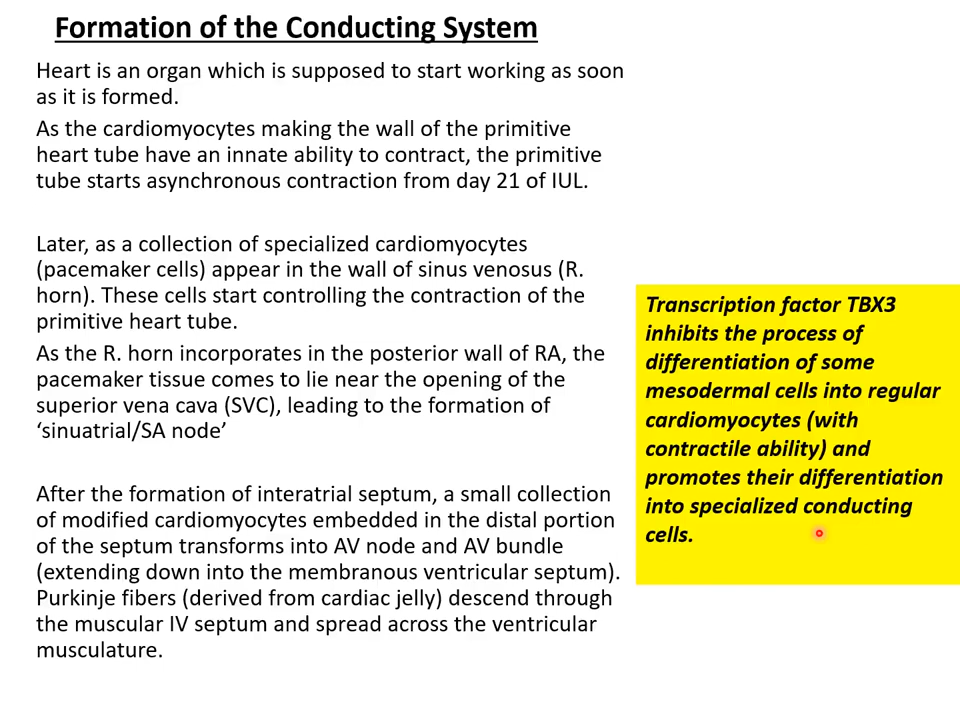 Formation of the Conducting System
Heart is an organ which is supposed to start working as soon
as it is formed.
As the cardiomyocytes making the wall of the primitive
heart tube have an innate ability to contract, the primitive
tube starts asynchronous contraction from day 21 of IUL.
Later, as a collection of specialized cardiomyocytes
(pacemaker cells) appear in the wall of sinus venosus (R.
horn). These cells start controlling the contraction of the
primitive heart tube.
As the R. horn incorporates in the posterior wall of RA, the
pacemaker tissue comes to lie near the opening of the
superior vena cava (SVC), leading to the formation of
‘sinuatrial/SA node’
After the formation of interatrial septum, a small collection
of modified cardiomyocytes embedded in the distal portion
of the septum transforms into AV node and AV bundle
(extending down into the membranous ventricular septum).
Purkinje fibers (derived from cardiac jelly) descend through
the muscular IV septum and spread across the ventricular
musculature.
Transcription factor TBX3
inhibits the process of
differentiation of some
mesodermal cells into regular
cardiomyocytes (with
contractile ability) and
promotes their differentiation
into specialized conducting
cells.